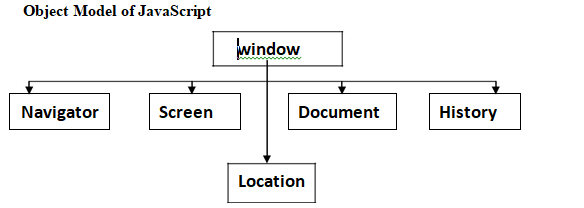 Object Model of JavaScript
window
Navigator
Screen
Document
History
Location